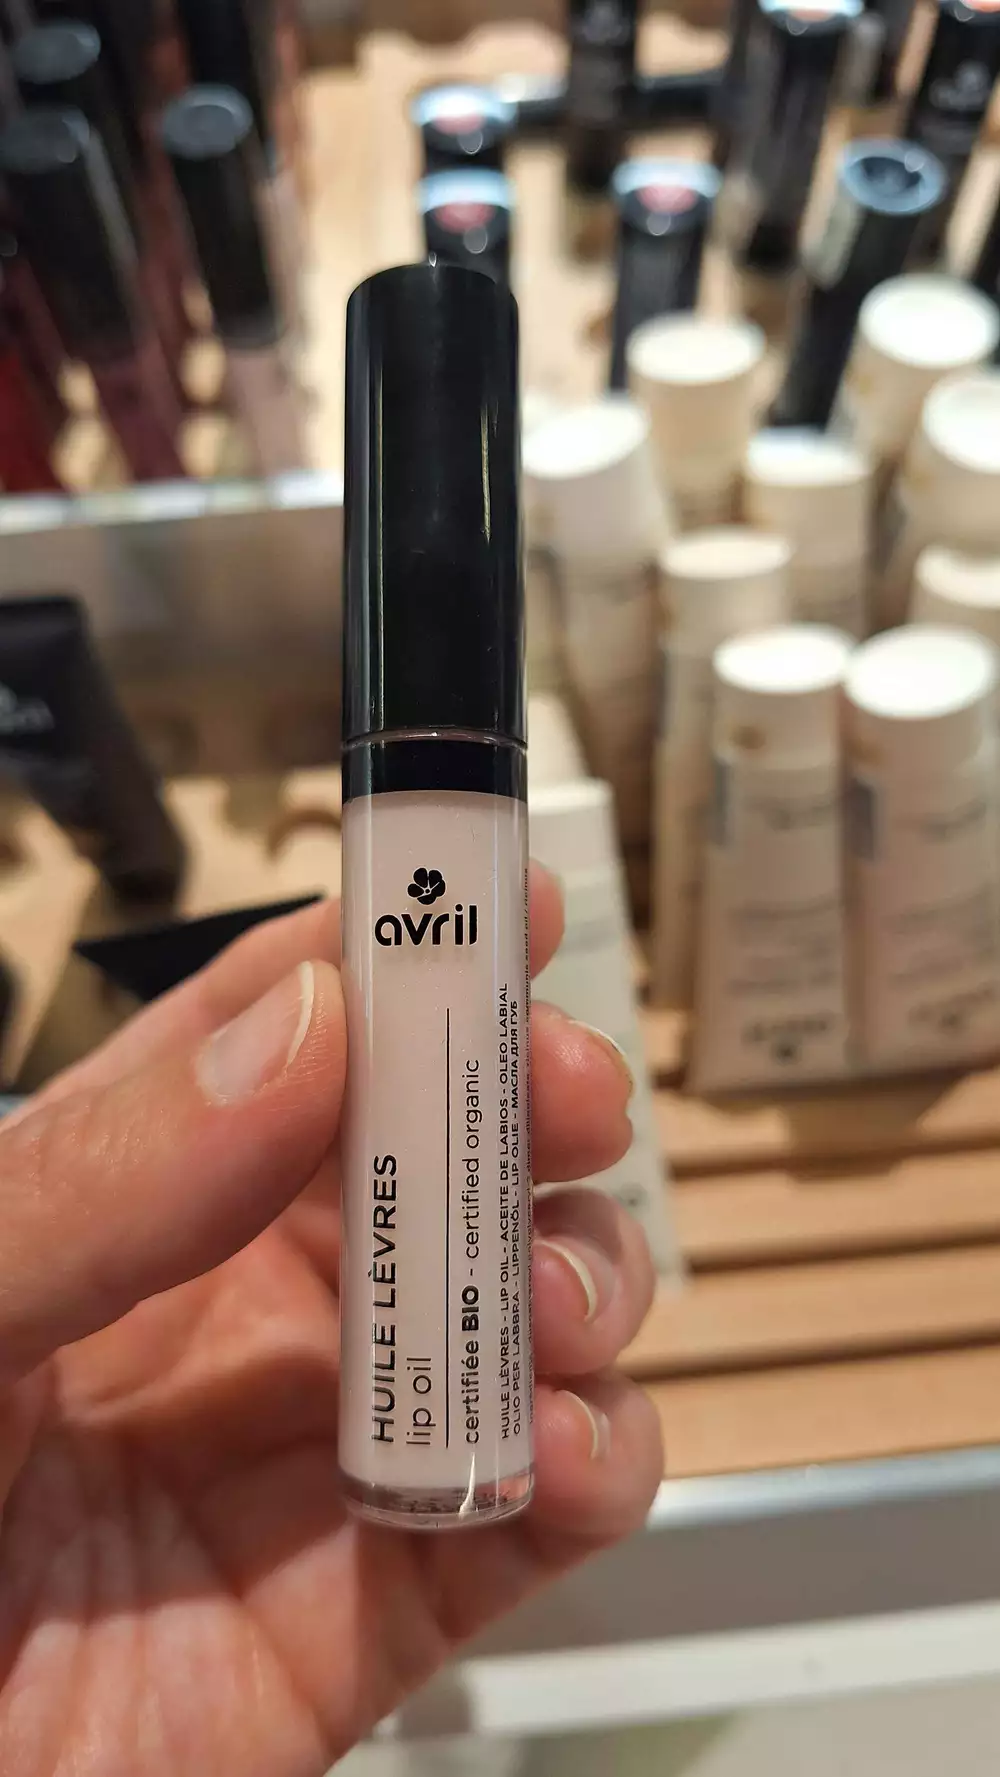 avril
HUILE LÈVRES
lip oil
certifiée BIO - certified organic
HUILE LÈVRES - LIP OIL - ACEITE DE LABIOS - OLEO LABIAL
OLIO PER LABBRA - LIPPENÖL - LIP OLIE - МАСЛА ДЛЯ ГУБ